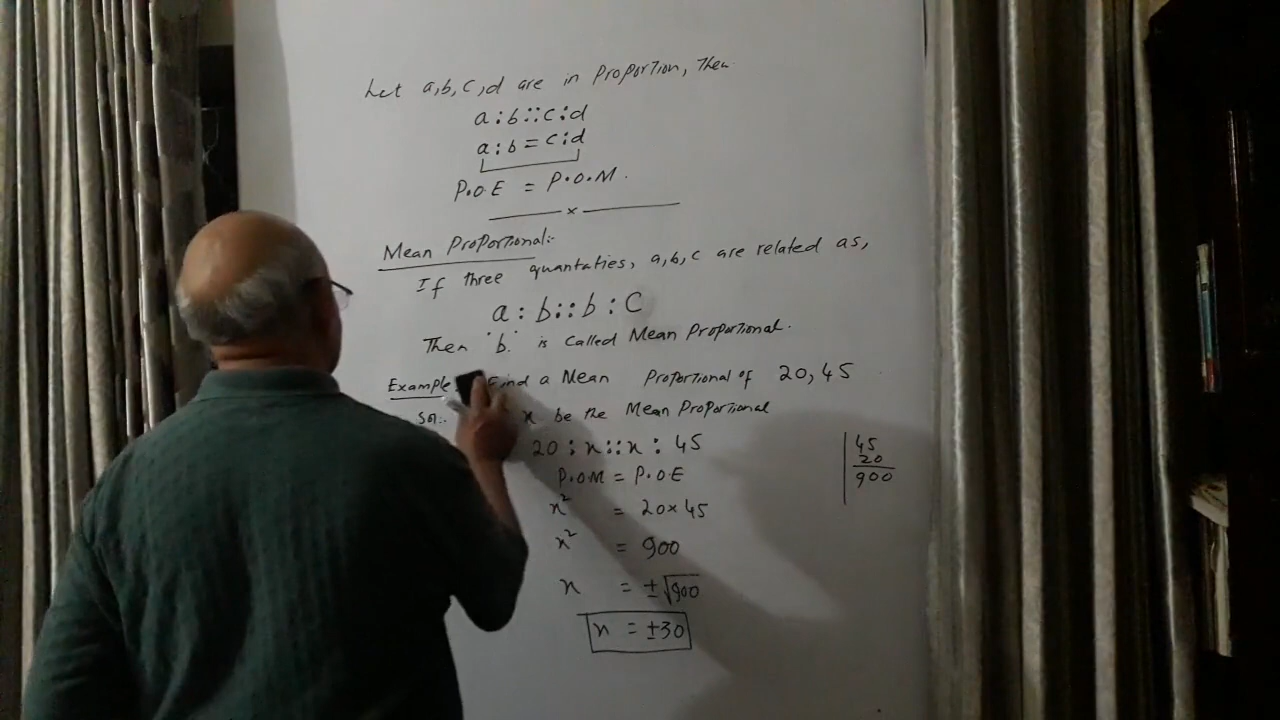 Let a,b,c,d are in Proportion, Then
a:b::c:d
a:b = c:d
P.O.E = P.O.M.
x
Mean Proportional:-
If three quantaties, a,b,c are related as,
a : b :: b : C
Then 'b' is Called Mean Proportional.
Example: Find a Mean Proportional of 20,45
Sol: x be the Mean Proportional
20 : x :: x : 45
P.O.M = P.O.E
x² = 20×45
x² = 900
x = ±√900
x = ±30
45
20
900